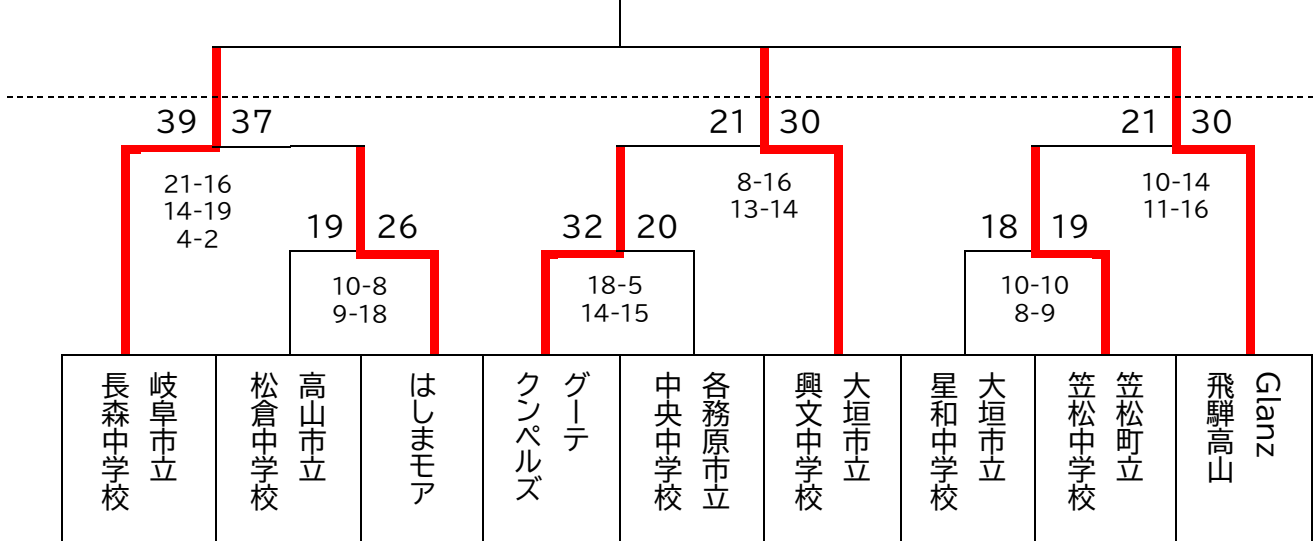 39 37
21 30
21 30
21-16
14-19
4-2
8-16
13-14
10-14
11-16
19 26
32 20
18 19
10-8
9-18
18-5
14-15
10-10
8-9
岐阜市立
長森中学校
高山市立
松倉中学校
はしまモア
グーテ
クンペルズ
各務原市立
中央中学校
大垣市立
興文中学校
大垣市立
星和中学校
笠松町立
笠松中学校
Glanz
飛騨高山